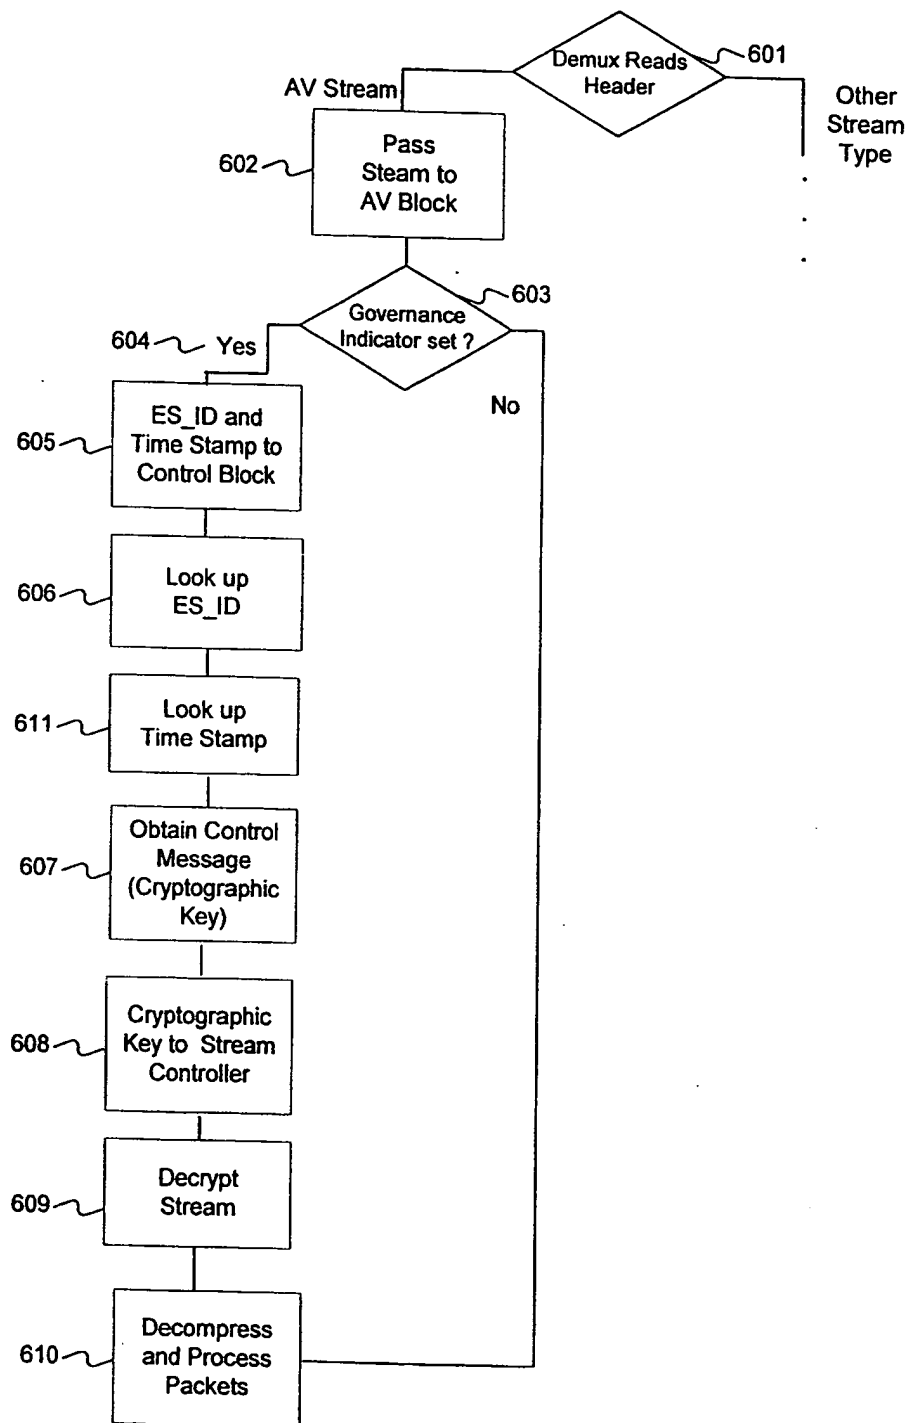 601
Demux Reads
Header
AV Stream
Other
Stream
Type
602
Pass
Steam to
AV Block
603
Governance
Indicator set ?
604
Yes
No
605
ES_ID and
Time Stamp to
Control Block
606
Look up
ES_ID
611
Look up
Time Stamp
607
Obtain Control
Message
(Cryptographic
Key)
608
Cryptographic
Key to Stream
Controller
609
Decrypt
Stream
610
Decompress
and Process
Packets